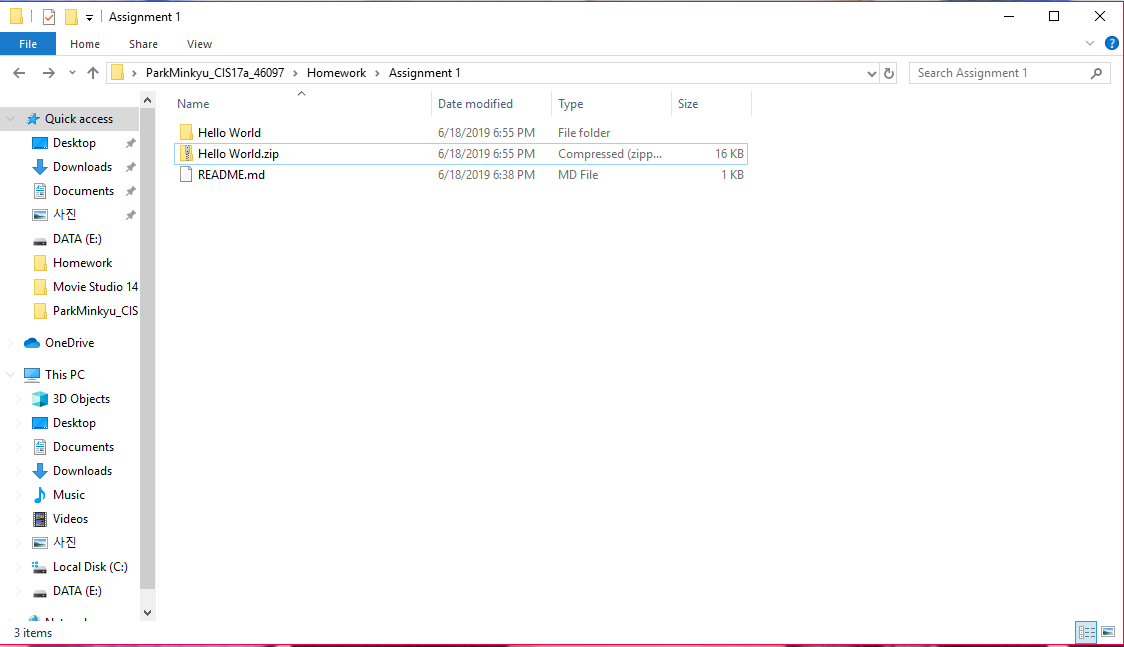 Assignment 1
File Home Share View
ParkMinkyu_CIS17a_46097 Homework Assignment 1 Search Assignment 1
Name Date modified Type Size
Hello World 6/18/2019 6:55 PM File folder
Hello World.zip 6/18/2019 6:55 PM Compressed (zipp... 16 KB
README.md 6/18/2019 6:38 PM MD File 1 KB
Quick access
Desktop
Downloads
Documents
사진
DATA (E:)
Homework
Movie Studio 14
ParkMinkyu_CIS
OneDrive
This PC
3D Objects
Desktop
Documents
Downloads
Music
Videos
사진
Local Disk (C:)
DATA (E:)
3 items